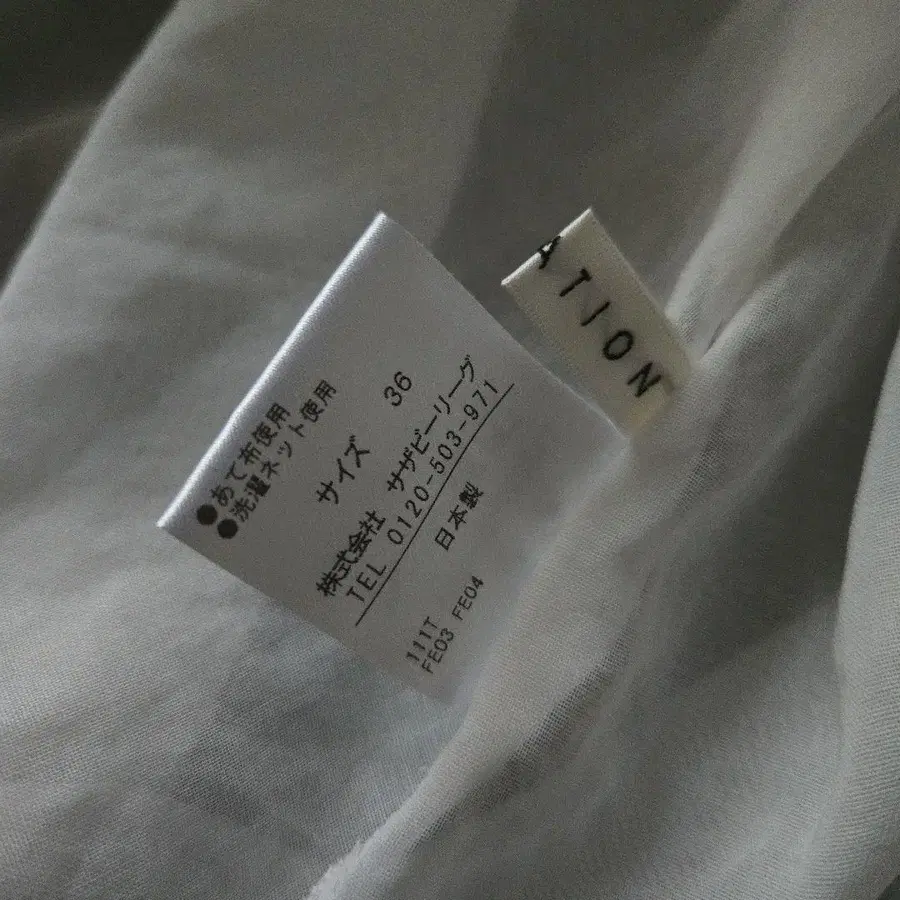 ●あて布使用
●洗濯ネット使用
サイズ 36
株式会社 サザビーリーグ
TEL 0120-503-971
日本製
111T
FE03 FE04
ATION